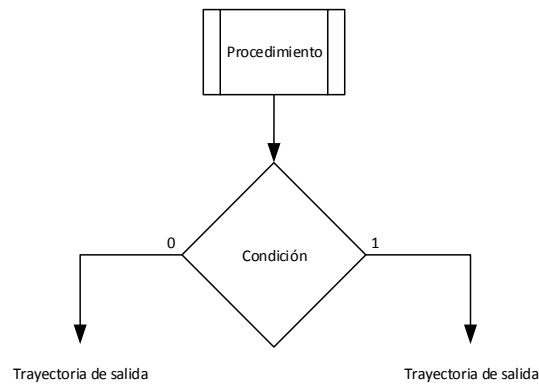 Procedimiento
0
Condición
1
Trayectoria de salida
Trayectoria de salida